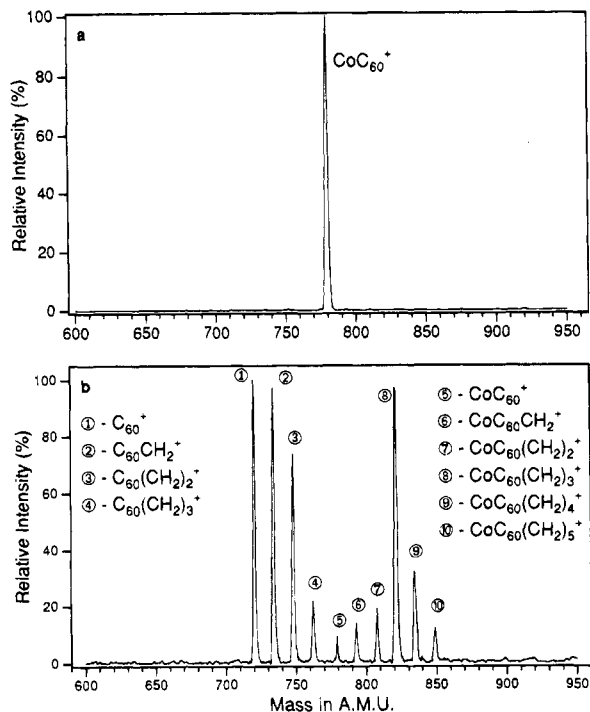 a
CoC₆₀⁺
Relative Intensity (%)
100
80
60
40
20
0
600 650 700 750 800 850 900 950
b
① ②
③
④
⑤
⑥
⑦
⑧
⑨
⑩
① - C₆₀⁺
② - C₆₀CH₂⁺
③ - C₆₀(CH₂)₂⁺
④ - C₆₀(CH₂)₃⁺
⑤ - CoC₆₀⁺
⑥ - CoC₆₀CH₂⁺
⑦ - CoC₆₀(CH₂)₂⁺
⑧ - CoC₆₀(CH₂)₃⁺
⑨ - CoC₆₀(CH₂)₄⁺
⑩ - CoC₆₀(CH₂)₅⁺
Relative Intensity (%)
100
80
60
40
20
0
600 650 700 750 800 850 900 950
Mass in A.M.U.